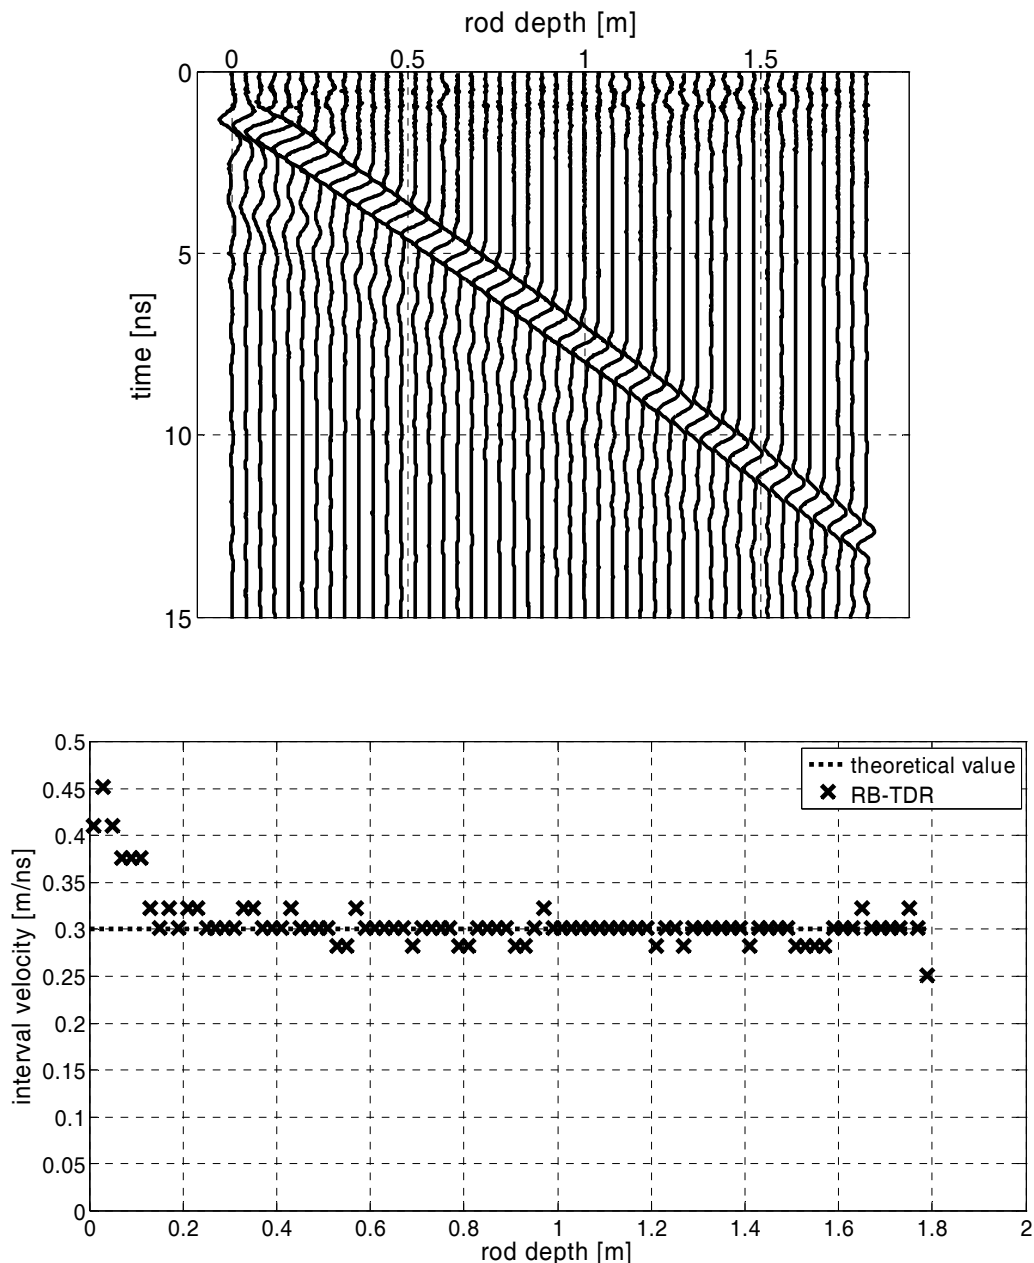 rod depth [m]
0 0.5 1 1.5
0
5
10
15
time [ns]
0.5
0.45
0.4
0.35
0.3
0.25
0.2
0.15
0.1
0.05
0
interval velocity [m/ns]
theoretical value
RB-TDR
0 0.2 0.4 0.6 0.8 1 1.2 1.4 1.6 1.8 2
rod depth [m]